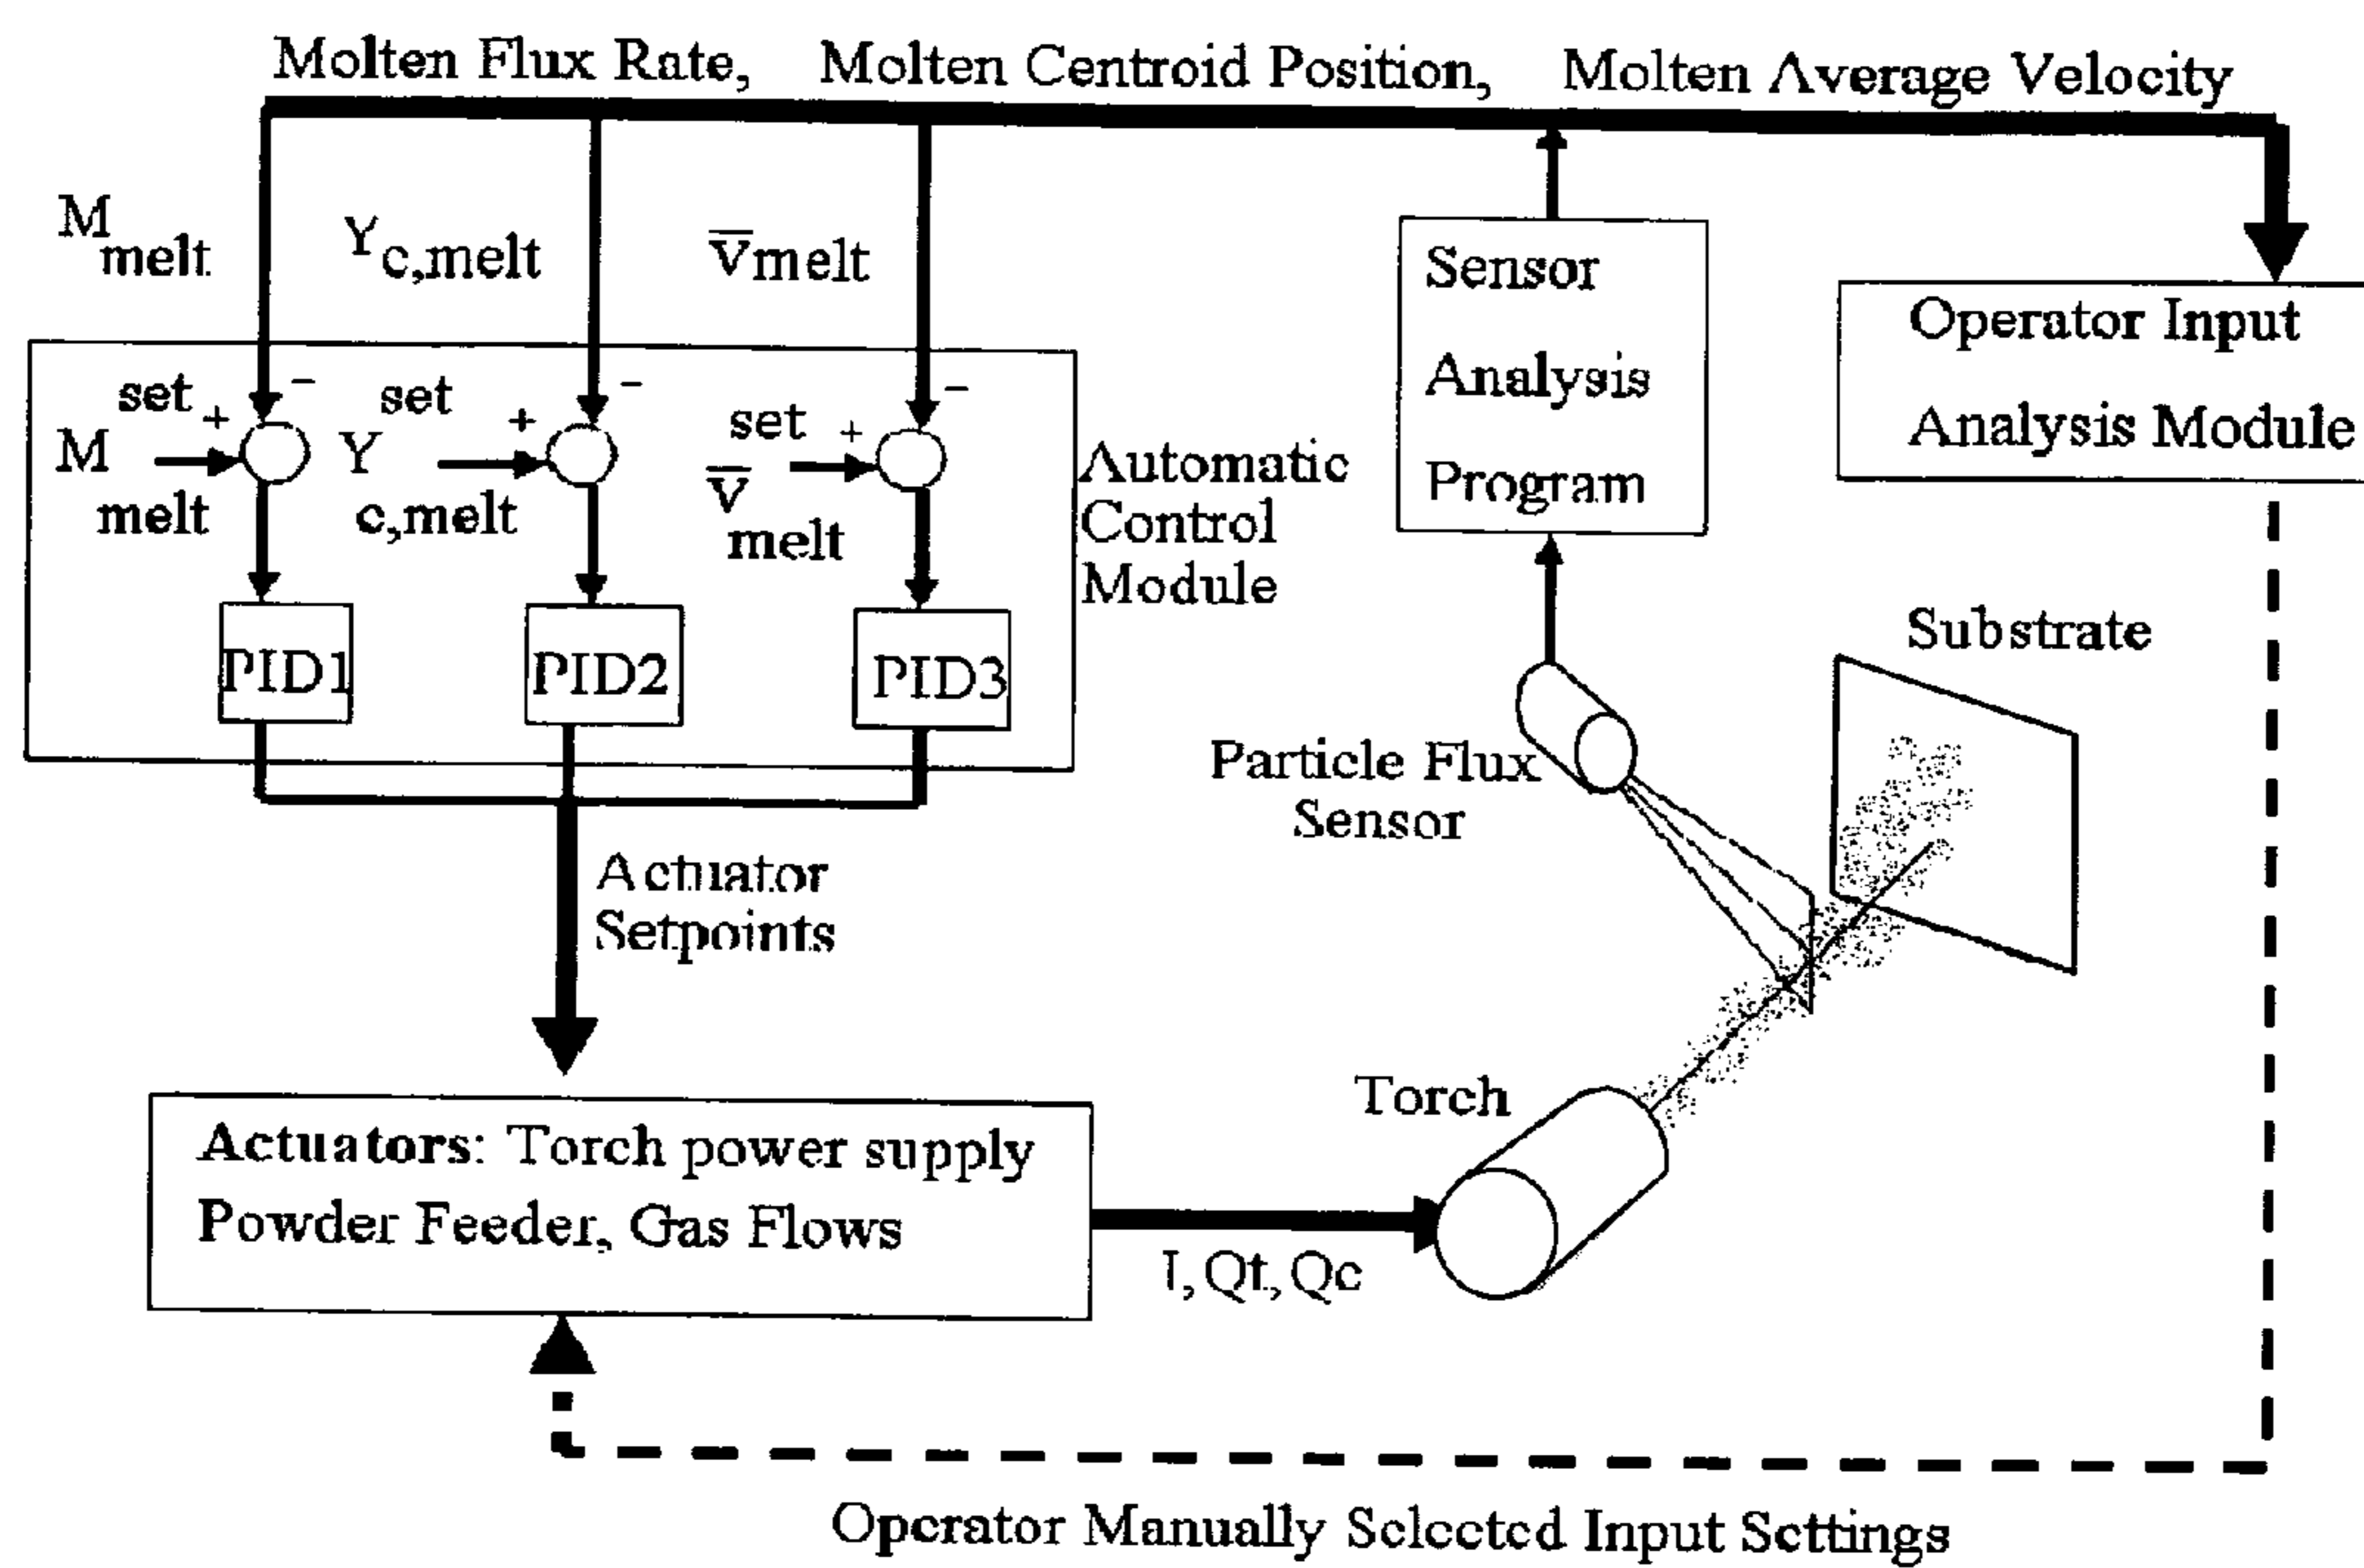 Molten Flux Rate, Molten Centroid Position, Molten Average Velocity
M
melt
Y
c,melt
v̅melt
Sensor
Analysis
Program
Operator Input
Analysis Module
−
set +
M
melt
−
set +
Y
c,melt
−
set +
v̅
melt
Automatic
Control
Module
PID1
PID2
PID3
Substrate
Particle Flux
Sensor
Actuator
Setpoints
Torch
Actuators: Torch power supply
Powder Feeder, Gas Flows
I, Qt, Qc
Operator Manually Selected Input Settings